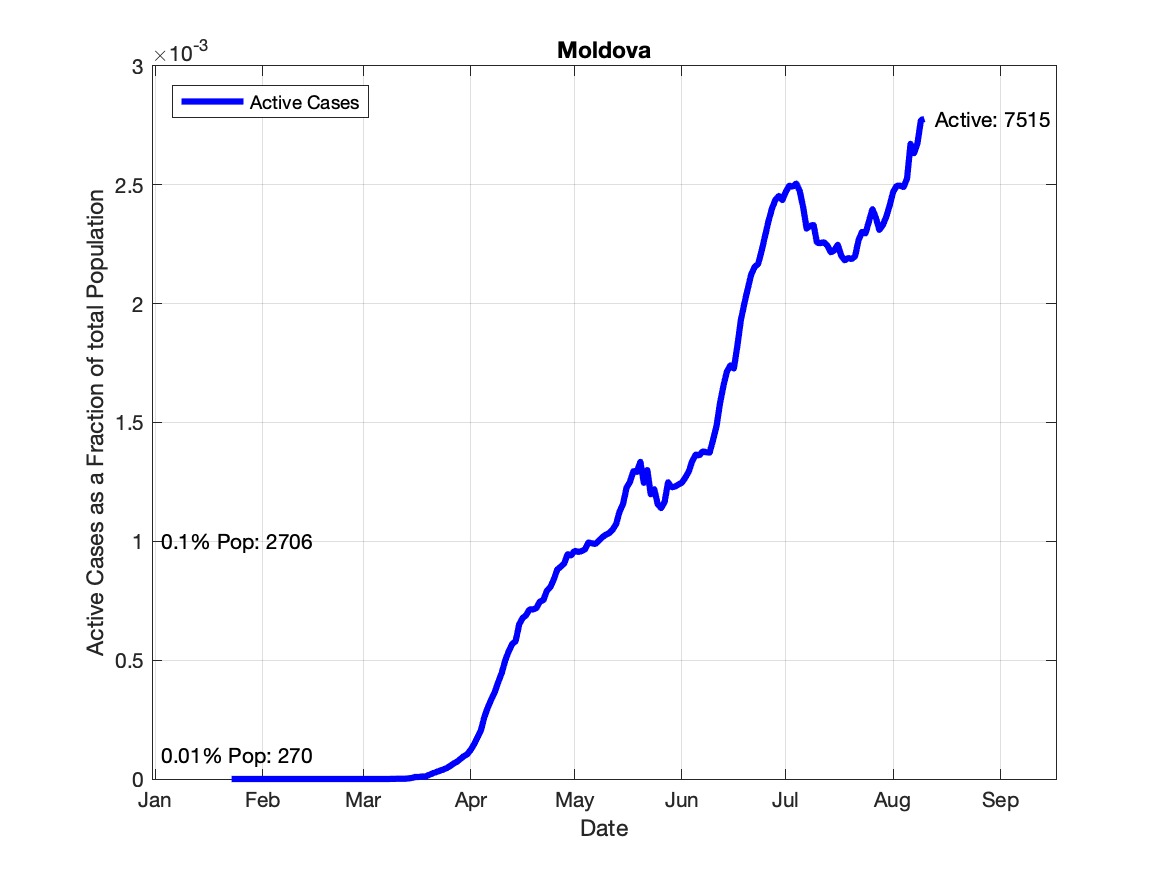 Moldova
×10-3
3
2.5
2
1.5
1
0.5
0
Active Cases as a Fraction of total Population
Active Cases
Active: 7515
0.1% Pop: 2706
0.01% Pop: 270
Jan Feb Mar Apr May Jun Jul Aug Sep
Date